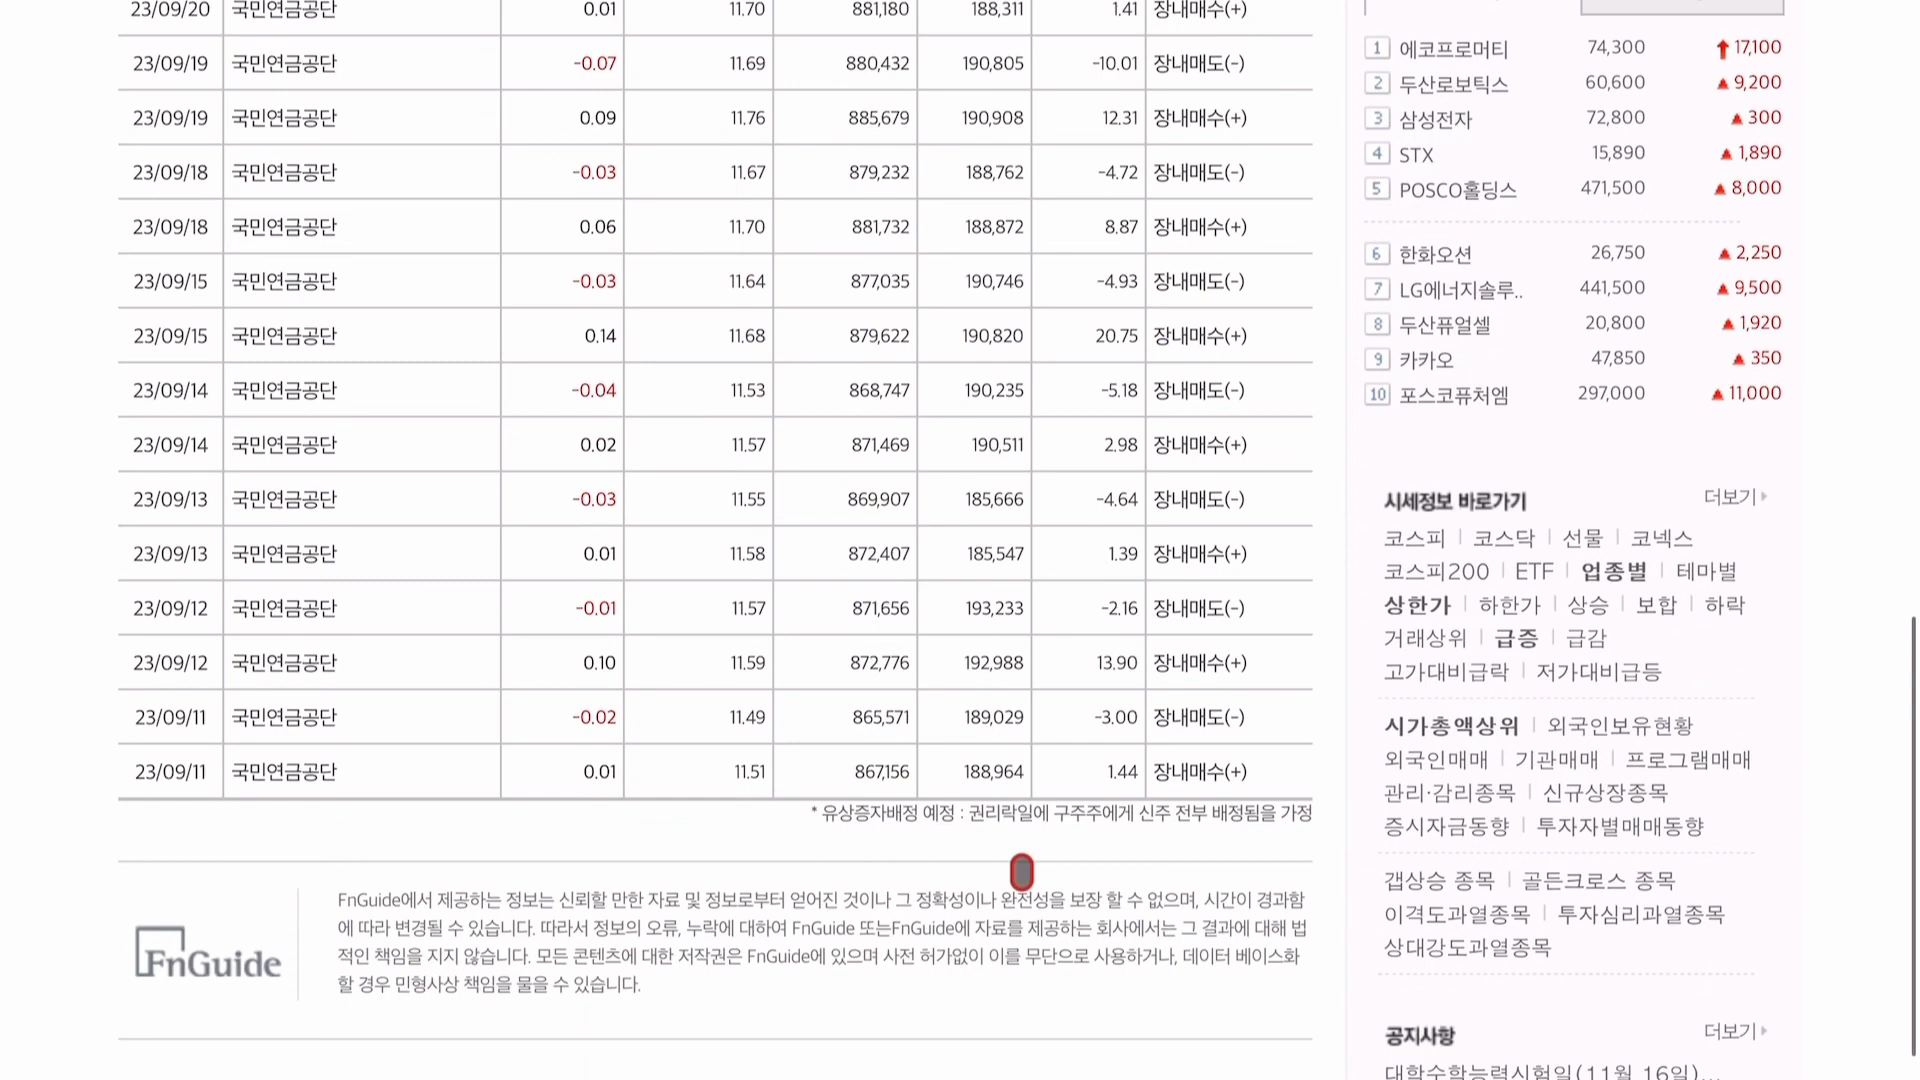 23/09/20 국민연금공단 0.01 11.70 881,180 188,311 1.41 장내매수(+)
23/09/19 국민연금공단 -0.07 11.69 880,432 190,805 -10.01 장내매도(-)
23/09/19 국민연금공단 0.09 11.76 885,679 190,908 12.31 장내매수(+)
23/09/18 국민연금공단 -0.03 11.67 879,232 188,762 -4.72 장내매도(-)
23/09/18 국민연금공단 0.06 11.70 881,732 188,872 8.87 장내매수(+)
23/09/15 국민연금공단 -0.03 11.64 877,035 190,746 -4.93 장내매도(-)
23/09/15 국민연금공단 0.14 11.68 879,622 190,820 20.75 장내매수(+)
23/09/14 국민연금공단 -0.04 11.53 868,747 190,235 -5.18 장내매도(-)
23/09/14 국민연금공단 0.02 11.57 871,469 190,511 2.98 장내매수(+)
23/09/13 국민연금공단 -0.03 11.55 869,907 185,666 -4.64 장내매도(-)
23/09/13 국민연금공단 0.01 11.58 872,407 185,547 1.39 장내매수(+)
23/09/12 국민연금공단 -0.01 11.57 871,656 193,233 -2.16 장내매도(-)
23/09/12 국민연금공단 0.10 11.59 872,776 192,988 13.90 장내매수(+)
23/09/11 국민연금공단 -0.02 11.49 865,571 189,029 -3.00 장내매도(-)
23/09/11 국민연금공단 0.01 11.51 867,156 188,964 1.44 장내매수(+)
* 유상증자배정 예정 : 권리락일에 구주주에게 신주 전부 배정됨을 가정
FnGuide
FnGuide에서 제공하는 정보는 신뢰할 만한 자료 및 정보로부터 얻어진 것이나 그 정확성이나 완전성을 보장 할 수 없으며, 시간이 경과함
에 따라 변경될 수 있습니다. 따라서 정보의 오류, 누락에 대하여 FnGuide 또는FnGuide에 자료를 제공하는 회사에서는 그 결과에 대해 법
적인 책임을 지지 않습니다. 모든 콘텐츠에 대한 저작권은 FnGuide에 있으며 사전 허가없이 이를 무단으로 사용하거나, 데이터 베이스화
할 경우 민형사상 책임을 물을 수 있습니다.
1 에코프로머티 74,300 17,100
2 두산로보틱스 60,600 ▲ 9,200
3 삼성전자 72,800 ▲ 300
4 STX 15,890 ▲ 1,890
5 POSCO홀딩스 471,500 ▲ 8,000
6 한화오션 26,750 ▲ 2,250
7 LG에너지솔루.. 441,500 ▲ 9,500
8 두산퓨얼셀 20,800 ▲ 1,920
9 카카오 47,850 ▲ 350
10 포스코퓨처엠 297,000 ▲ 11,000
시세정보 바로가기 더보기
코스피 | 코스닥 | 선물 | 코넥스
코스피200 | ETF | 업종별 | 테마별
상한가 | 하한가 | 상승 | 보합 | 하락
거래상위 | 급증 | 급감
고가대비급락 | 저가대비급등
시가총액상위 | 외국인보유현황
외국인매매 | 기관매매 | 프로그램매매
관리·감리종목 | 신규상장종목
증시자금동향 | 투자자별매매동향
갭상승 종목 | 골든크로스 종목
이격도과열종목 | 투자심리과열종목
상대강도과열종목
공지사항 더보기
대학수학능력시험일(11월 16일)...